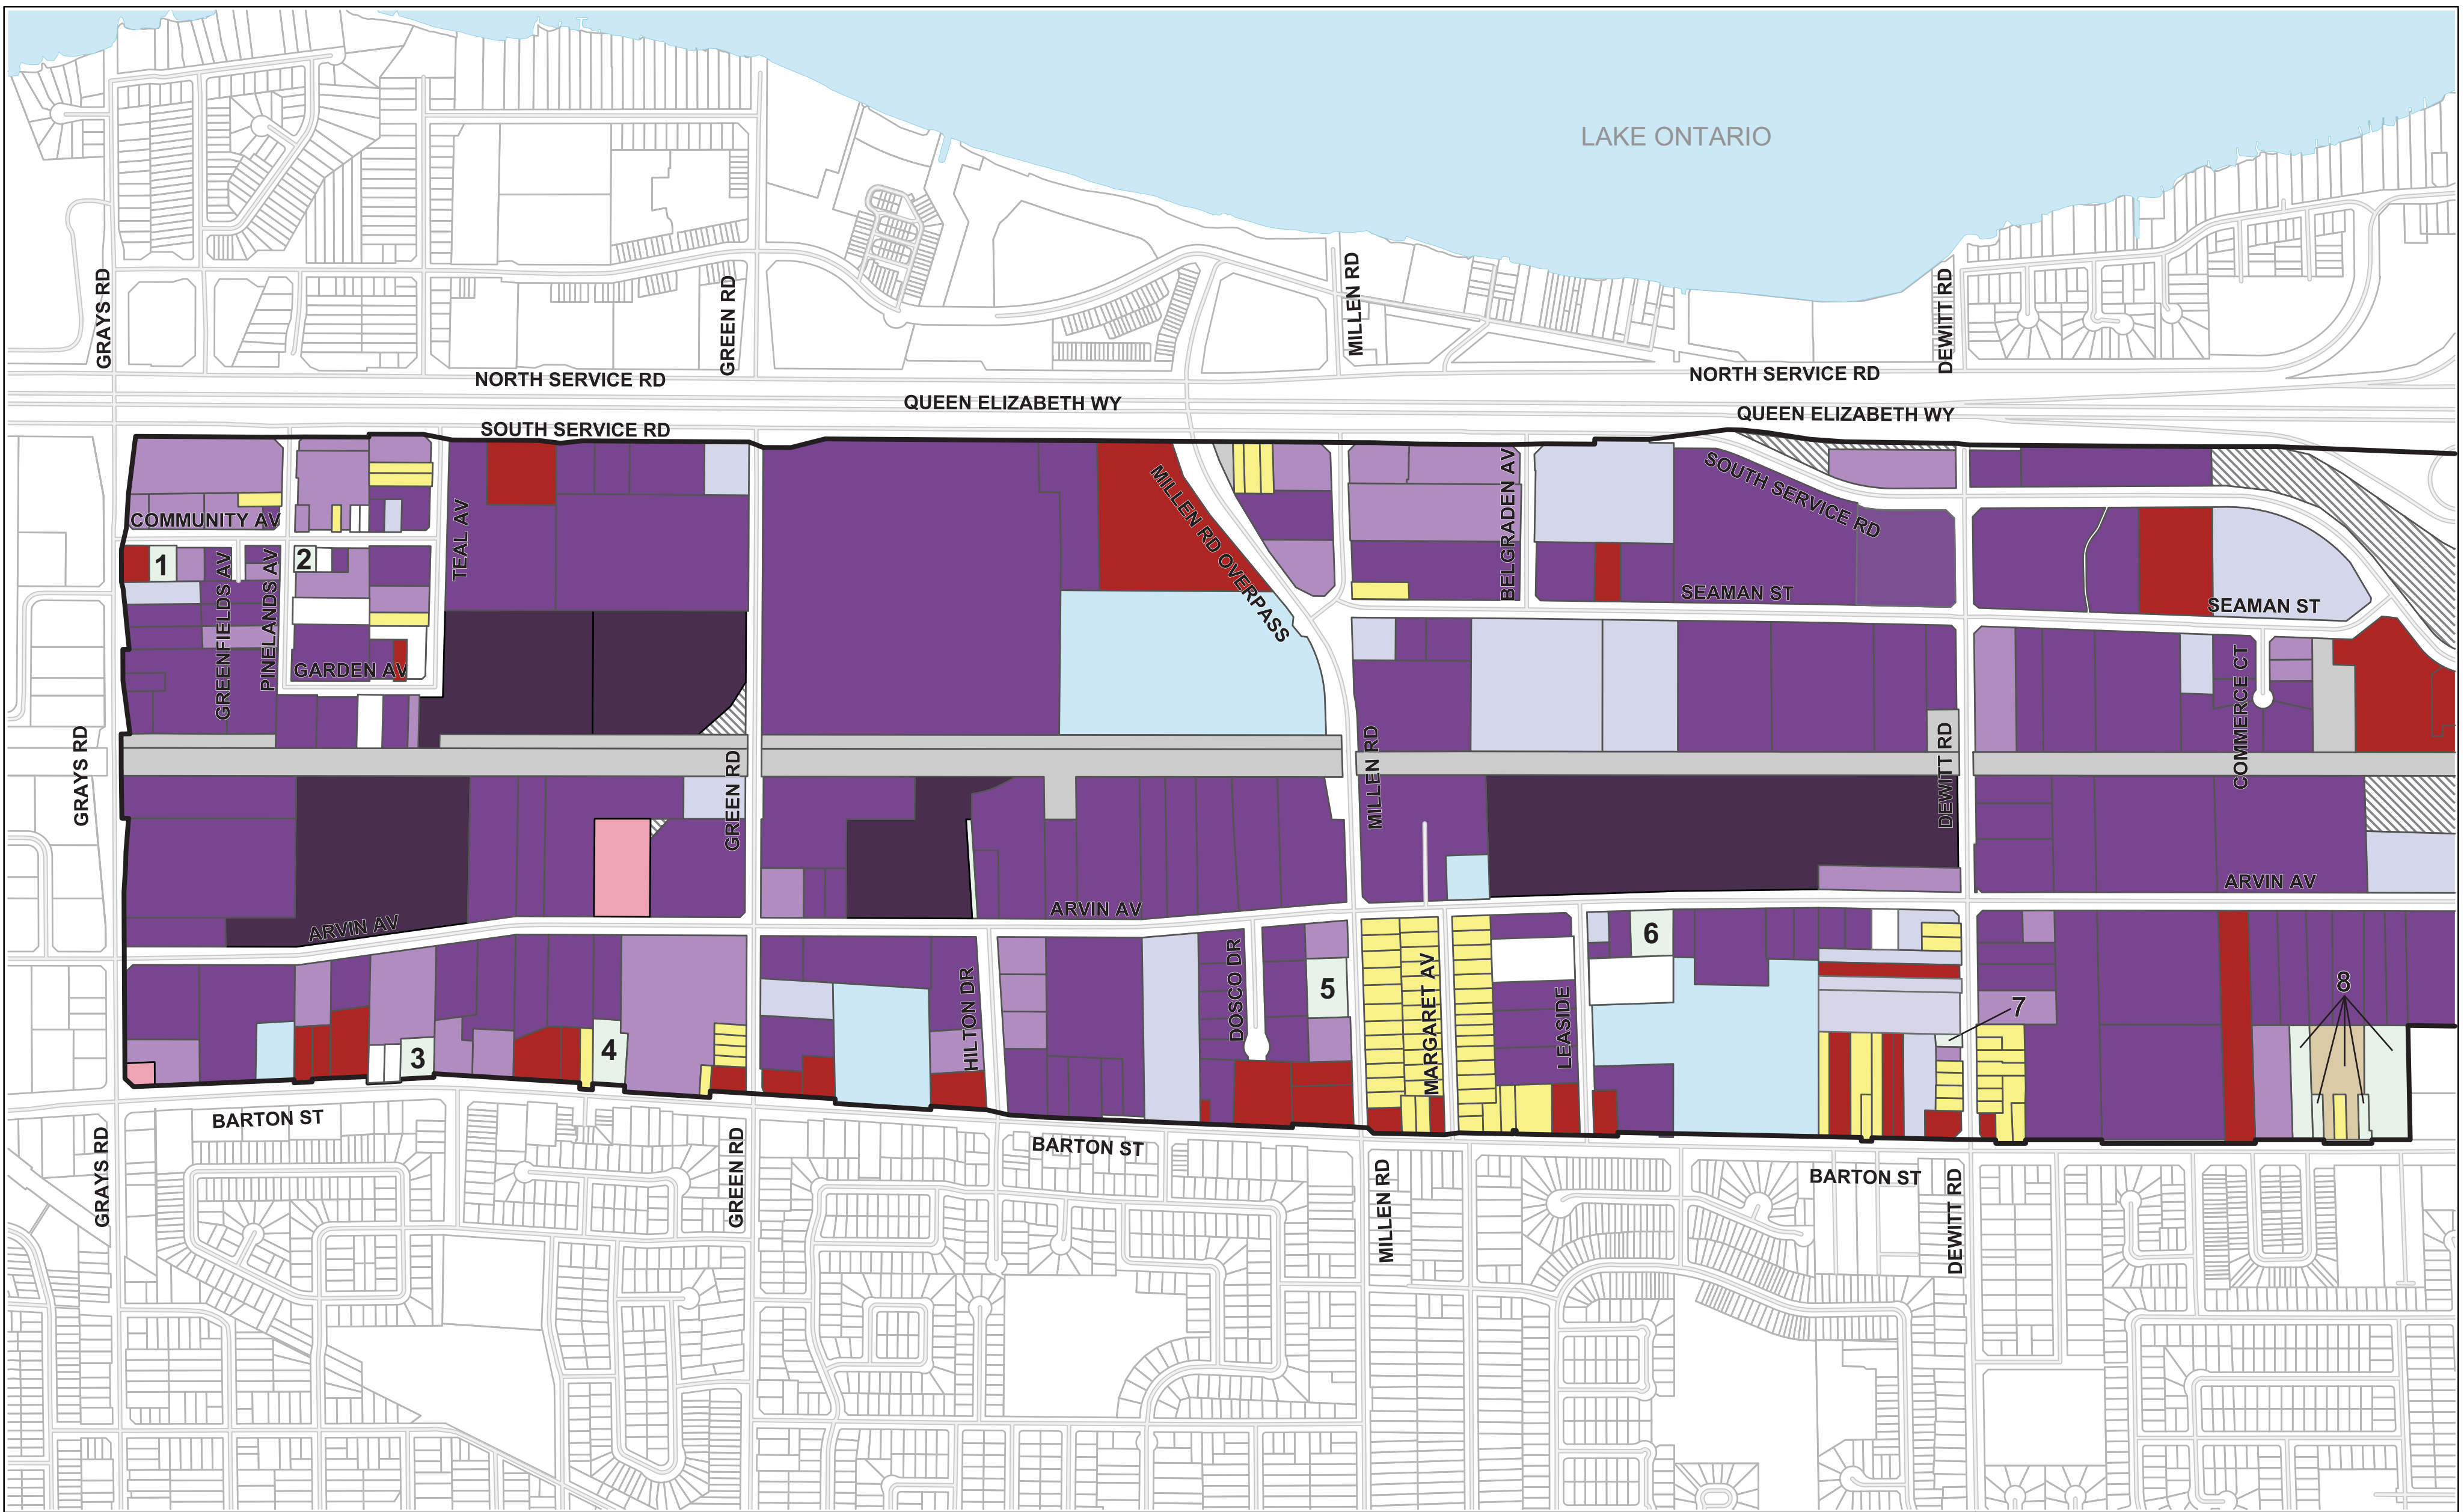 LAKE ONTARIO
GRAYS RD
GREEN RD
MILLEN RD
DEWITT RD
NORTH SERVICE RD
NORTH SERVICE RD
QUEEN ELIZABETH WY
QUEEN ELIZABETH WY
SOUTH SERVICE RD
SOUTH SERVICE RD
COMMUNITY AV
TEAL AV
MILLEN RD OVERPASS
BELGRADEN AV
1
2
GREENFIELDS AV
PINELANDS AV
SEAMAN ST
SEAMAN ST
GARDEN AV
COMMERCE CT
GRAYS RD
GREEN RD
MILLEN RD
DEWITT RD
ARVIN AV
ARVIN AV
ARVIN AV
6
5
HILTON DR
DOSCO DR
MARGARET AV
LEASIDE
7
8
3
4
BARTON ST
BARTON ST
BARTON ST
GRAYS RD
GREEN RD
MILLEN RD
DEWITT RD